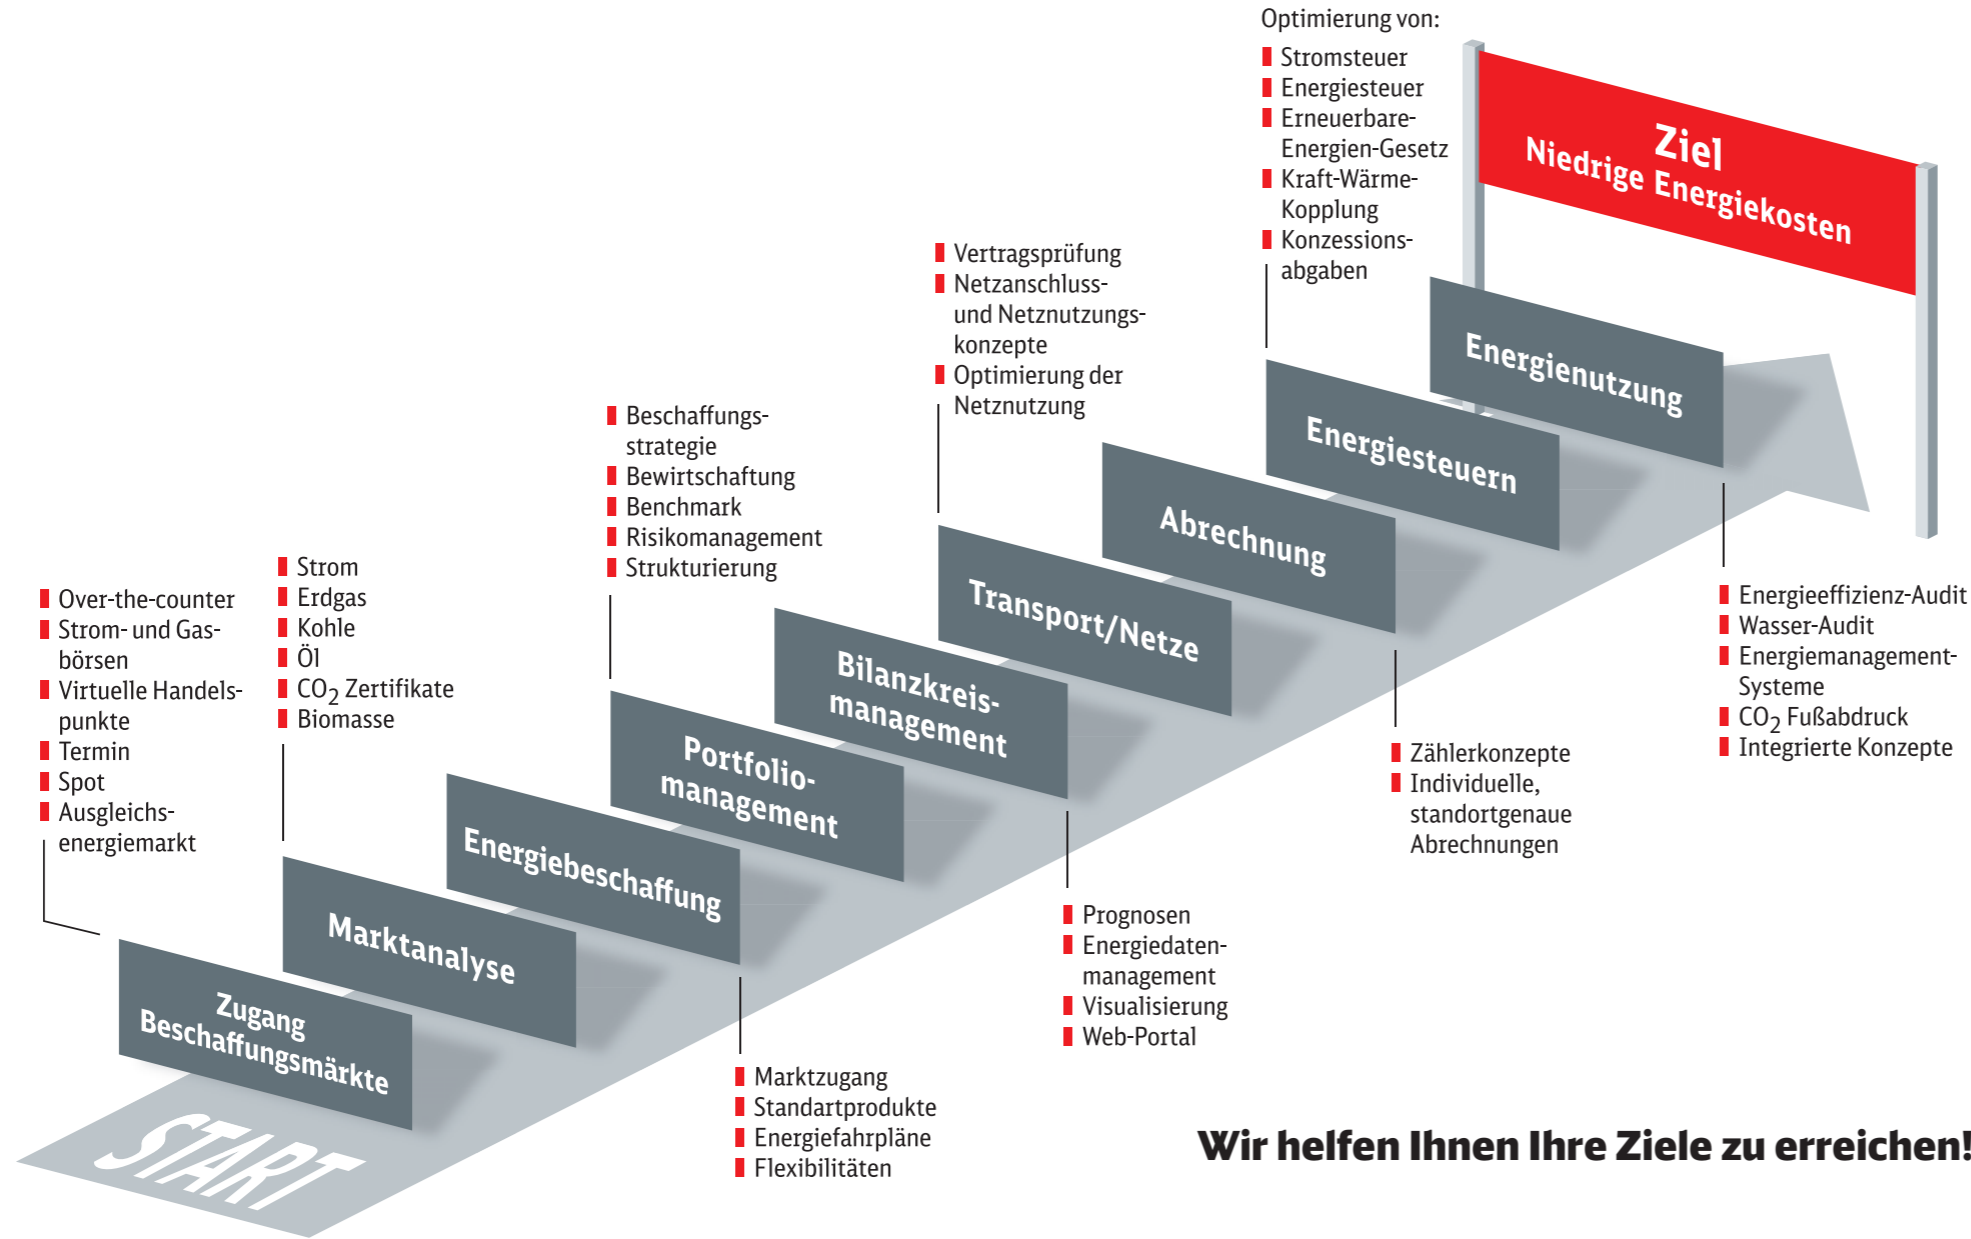 Optimierung von:
Stromsteuer
Energiesteuer
Erneuerbare-
Energien-Gesetz
Kraft-Wärme-
Kopplung
Konzessions-
abgaben
Ziel
Niedrige Energiekosten
Vertragsprüfung
Netzanschluss-
und Netznutzungs-
konzepte
Optimierung der
Netznutzung
Beschaffungs-
strategie
Bewirtschaftung
Benchmark
Risikomanagement
Strukturierung
Strom
Erdgas
Kohle
Öl
CO2 Zertifikate
Biomasse
Over-the-counter
Strom- und Gas-
börsen
Virtuelle Handels-
punkte
Termin
Spot
Ausgleichs-
energiemarkt
Energienutzung
Energiesteuern
Abrechnung
Transport/Netze
Bilanzkreis-
management
Portfolio-
management
Energiebeschaffung
Marktanalyse
Zugang
Beschaffungsmärkte
START
Energieeffizienz-Audit
Wasser-Audit
Energiemanagement-
Systeme
CO2 Fußabdruck
Integrierte Konzepte
Zählerkonzepte
Individuelle,
standortgenaue
Abrechnungen
Prognosen
Energiedaten-
management
Visualisierung
Web-Portal
Marktzugang
Standartprodukte
Energiefahrpläne
Flexibilitäten
Wir helfen Ihnen Ihre Ziele zu erreichen!